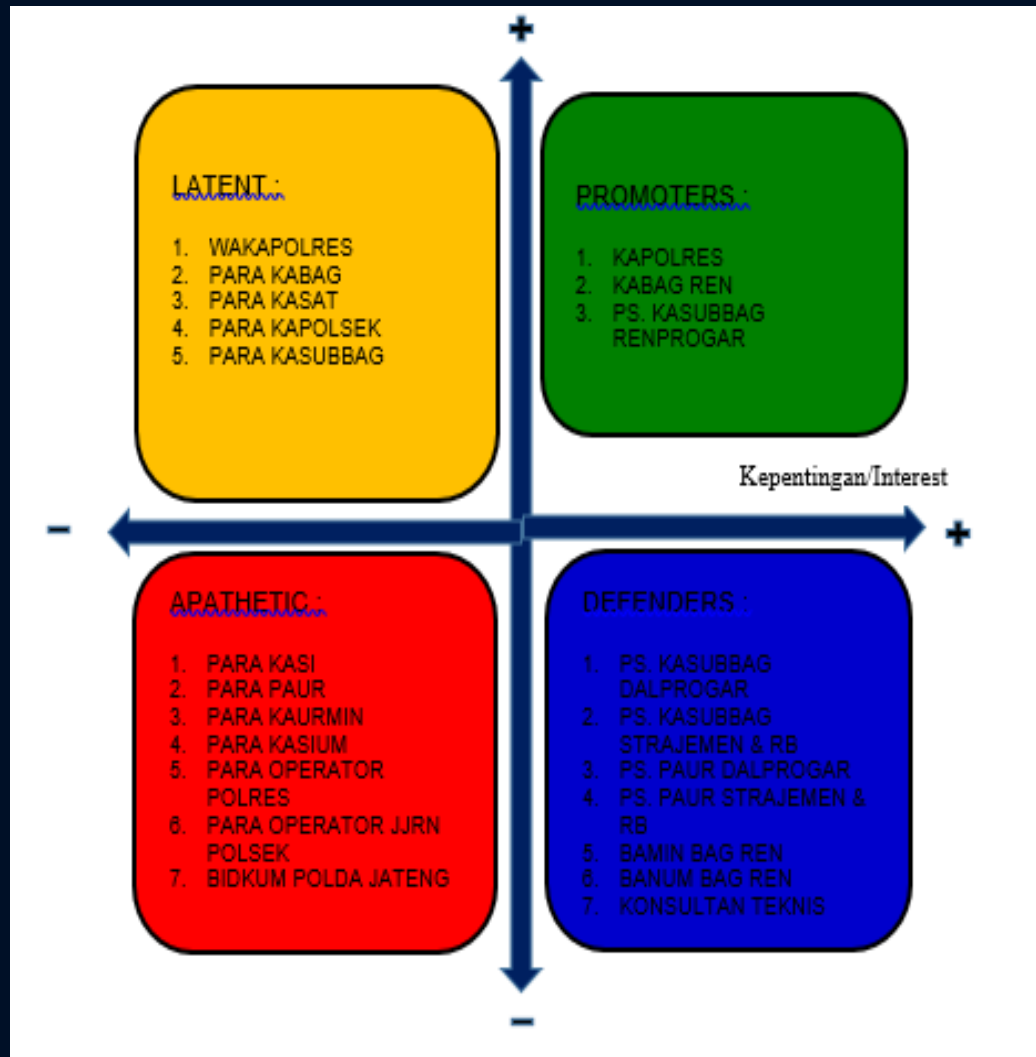 +
LATENT :
1. WAKAPOLRES
2. PARA KABAG
3. PARA KASAT
4. PARA KAPOLSEK
5. PARA KASUBBAG
PROMOTERS :
1. KAPOLRES
2. KABAG REN
3. PS. KASUBBAG
RENPROGAR
Kepentingan/Interest
−
+
APATHETIC :
1. PARA KASI
2. PARA PAUR
3. PARA KAURMIN
4. PARA KASIUM
5. PARA OPERATOR
POLRES
6. PARA OPERATOR JJRN
POLSEK
7. BIDKUM POLDA JATENG
DEFENDERS :
1. PS. KASUBBAG
DALPROGAR
2. PS. KASUBBAG
STRAJEMEN & RB
3. PS. PAUR DALPROGAR
4. PS. PAUR STRAJEMEN &
RB
5. BAMIN BAG REN
6. BANUM BAG REN
7. KONSULTAN TEKNIS
−